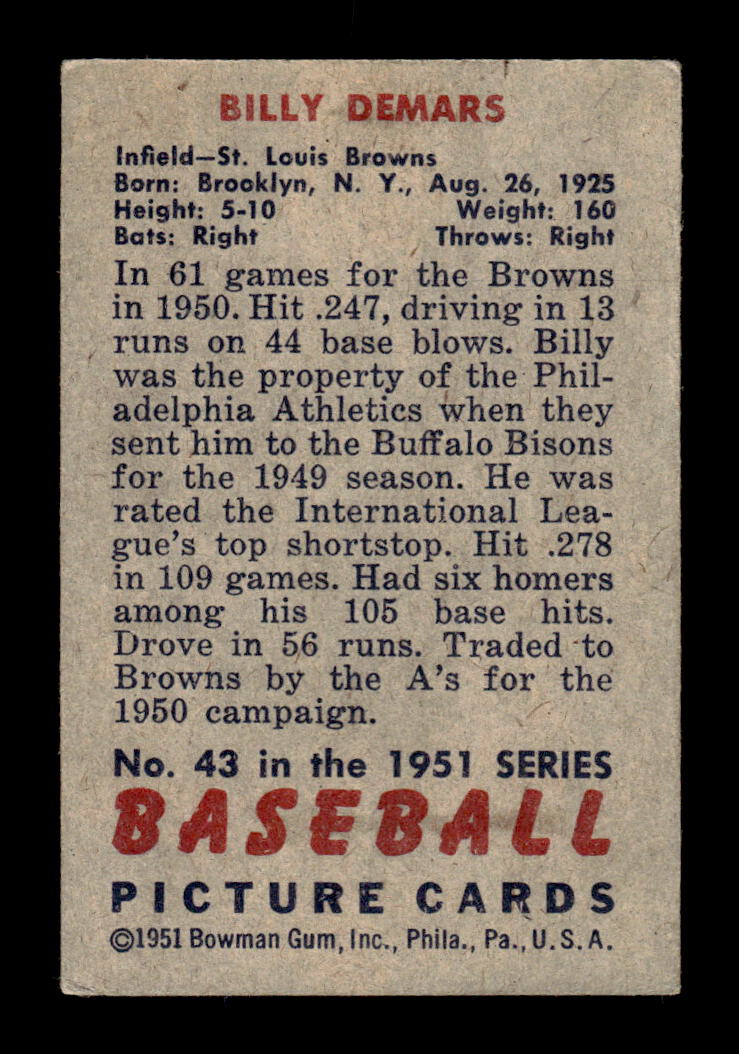 BILLY DEMARS
Infield—St. Louis Browns
Born: Brooklyn, N. Y., Aug. 26, 1925
Height: 5-10 Weight: 160
Bats: Right Throws: Right
In 61 games for the Browns
in 1950. Hit .247, driving in 13
runs on 44 base blows. Billy
was the property of the Phil-
adelphia Athletics when they
sent him to the Buffalo Bisons
for the 1949 season. He was
rated the International Lea-
gue's top shortstop. Hit .278
in 109 games. Had six homers
among his 105 base hits.
Drove in 56 runs. Traded to
Browns by the A's for the
1950 campaign.
No. 43 in the 1951 SERIES
BASEBALL
PICTURE CARDS
©1951 Bowman Gum, Inc., Phila., Pa., U.S.A.